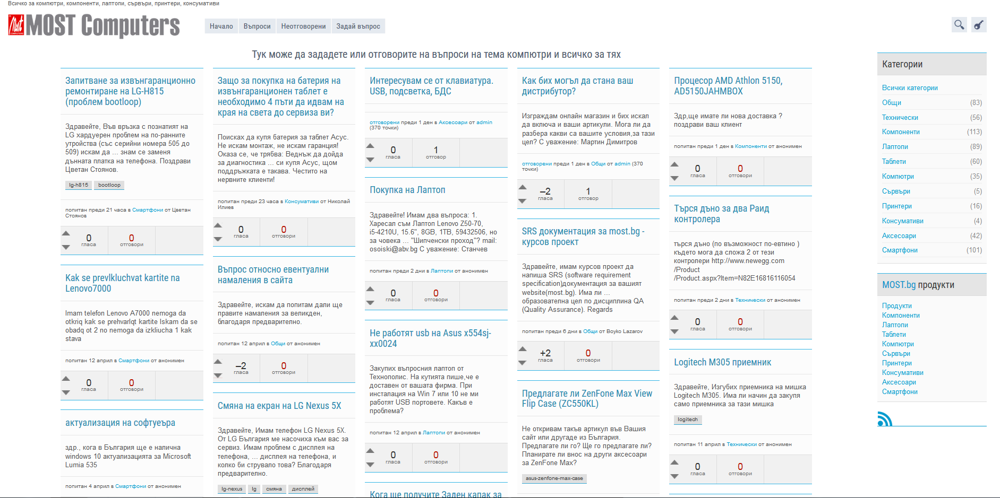 Всичко за компютри, компоненти, лаптопи, сървъри, принтери, консумативи
Most
COMPUTERS
MOST Computers
Начало
Въпроси
Неотговорени
Задай въпрос
Тук може да зададете или отговорите на въпроси на тема компютри и всичко за тях
Запитване за извънгаранционно
ремонтиране на LG-H815
(проблем bootloop)
Здравейте, Във връзка с познатият на
LG хардуерен проблем на по-ранните
утройства (със серийни номера 505 до
509) искам да ... знам се заменя
дънната платка на телефона. Поздрави
Цветан Стоянов.
lg-h815
bootloop
попитан преди 21 часа в Смартфони от Цветан
Стоянов
0
гласа
0
отговори
Kak se prevlkluchvat kartite na
Lenovo7000
Imam telefon Lenovo A7000 nemoga da
otkriq kak se prehvarlqt kartite Iskam da se
obadq ot 2 no nemoga da izkliucha 1 kak
stava
попитан 12 април в Смартфони от анонимен
0
гласа
0
отговори
актуализация на софтуеъра
здр., кога в България ще е налична
windows 10 актуализацията за Microsoft
Lumia 535
попитан 4 април в Смартфони от анонимен
Защо за покупка на батерия на
извънгаранционен таблет е
необходимо 4 пъти да идвам на
края на света до сервиза ви?
Поисках да купя батерия за таблет Асус.
Не искам монтаж, не искам гаранция!
Оказа се, че трябва: Веднъж да дойда
за диагностика ... си купя Асус, щом
поддръжката е такава. Честито на
нервните клиенти!
попитан преди 23 часа в Консумативи от Николай
Илиев
0
гласа
0
отговори
Въпрос относно евентуални
намаления в сайта
Здравейте, искам да попитам дали ще
правите намаления за великден,
благодаря предварително.
попитан 12 април в Общи от анонимен
–2
гласа
0
отговори
Смяна на екран на LG Nexus 5X
Здравейте, Имам телефон LG Nexus 5X.
От LG България ме насочиха към вас за
сервиз. Имам проблем с дисплея на
телефона, ... дисплея на телефона, и
колко би струвало това? Благодаря
предварително.
lg-nexus
lg
смяна
дисплей
Интересувам се от клавиатура.
USB, подсветка, БДС
отговорени преди 1 ден в Аксесоари от admin
(370 точки)
0
гласа
1
отговор
Покупка на Лаптоп
Здравейте! Имам два въпроса: 1.
Харесал съм Лаптоп Lenovo Z50-70,
i5-4210U, 15.6", 8GB, 1TB, 59432506, но
за човека ... "Шипченски проход"? mail:
osoiski@abv.bg С уважение: Станчев
попитан преди 2 дни в Лаптопи от анонимен
0
гласа
0
отговори
Не работят usb на Asus x554sj-
xx0024
Закупих въпросния лаптоп от
Технополис. На кутията пише,че е
доставен от вашата фирма. При
инсталация на Win 7 или 10 не ми
работят USB портовете. Какъв е
проблема?
попитан 12 април в Лаптопи от анонимен
0
гласа
0
отговори
Кога ще получите Заден капак за
Как бих могъл да стана ваш
дистрибутор?
Изграждам онлайн магазин и бих искал
да включа и ваши артикули. Мога ли да
разбера какви са вашите условия,за тази
цел? С уважение: Мартин Димитров
отговорени преди 1 ден в Общи от admin (370
точки)
–2
гласа
1
отговор
SRS документация за most.bg -
курсов проект
Здравейте, имам курсов проект да
напиша SRS (software requirement
specification)документация за вашият
website(most.bg). Има ли ...
образователна цел по дисциплина QA
(Quality Assurance). Regards
попитан преди 6 дни в Общи от Boyko Lazarov
+2
гласа
0
отговори
Предлагате ли ZenFone Max View
Flip Case (ZC550KL)
Не откривам такъв артикул във Вашия
сайт или другаде из България.
Предлагате ли го? Ще го предлагате ли?
Планирате ли внос на други аксесоари
за ZenFone Max?
asus-zenfone-max-case
Процесор AMD Athlon 5150,
AD5150JAHMBOX
Здр,ще имате ли нова доставка ?
поздрави ваш клиент
попитан преди 1 ден в Компоненти от анонимен
0
гласа
0
отговори
Търся дъно за два Раид
контролера
търся дъно (по възможност по-евтино )
където мога да сложа 2 от тези
контролери http://www.newegg.com
/Product
/Product.aspx?Item=N82E16816116054
попитан преди 2 дни в Технически от анонимен
0
гласа
0
отговори
Logitech M305 приемник
Здравейте, Изгубих приемника на мишка
Logitech M305. Има ли начин да закупя
само приемника за тази мишка
logitech
попитан 11 април в Технически от анонимен
0
гласа
0
отговори
Категории
Всички категории
Общи (83)
Технически (56)
Компоненти (113)
Лаптопи (89)
Таблети (60)
Компютри (35)
Сървъри (5)
Принтери (16)
Консумативи (4)
Аксесоари (42)
Смартфони (101)
MOST.bg продукти
Продукти
Компоненти
Лаптопи
Таблети
Компютри
Сървъри
Принтери
Консумативи
Аксесоари
Смартфони